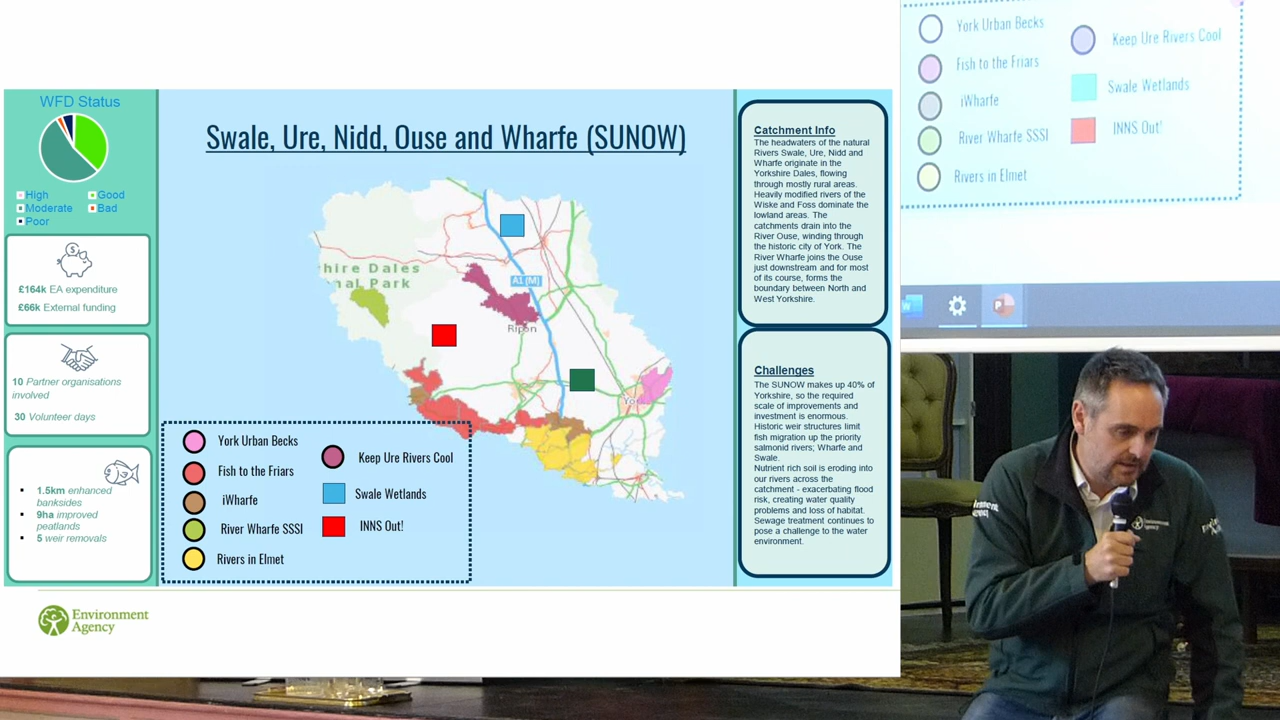 WFD Status
High
Good
Moderate
Bad
Poor
£164k EA expenditure
£66k External funding
10 Partner organisations
involved
30 Volunteer days
1.5km enhanced
banksides
9ha improved
peatlands
5 weir removals
Swale, Ure, Nidd, Ouse and Wharfe (SUNOW)
hire Dales
nal Park
A1(M)
Ripon
Yo
York Urban Becks
Fish to the Friars
iWharfe
River Wharfe SSSI
Rivers in Elmet
Keep Ure Rivers Cool
Swale Wetlands
INNS Out!
Catchment Info
The headwaters of the natural
Rivers Swale, Ure, Nidd and
Wharfe originate in the
Yorkshire Dales, flowing
through mostly rural areas.
Heavily modified rivers of the
Wiske and Foss dominate the
lowland areas. The
catchments drain into the
River Ouse, winding through
the historic city of York. The
River Wharfe joins the Ouse
just downstream and for most
of its course, forms the
boundary between North and
West Yorkshire.
Challenges
The SUNOW makes up 40% of
Yorkshire, so the required
scale of improvements and
investment is enormous.
Historic weir structures limit
fish migration up the priority
salmonid rivers; Wharfe and
Swale.
Nutrient rich soil is eroding into
our rivers across the
catchment - exacerbating flood
risk, creating water quality
problems and loss of habitat.
Sewage treatment continues to
pose a challenge to the water
environment.
Environment
Agency
York Urban Becks
Fish to the Friars
iWharfe
River Wharfe SSSI
Rivers in Elmet
Keep Ure Rivers Cool
Swale Wetlands
INNS Out!
Environment
Agency